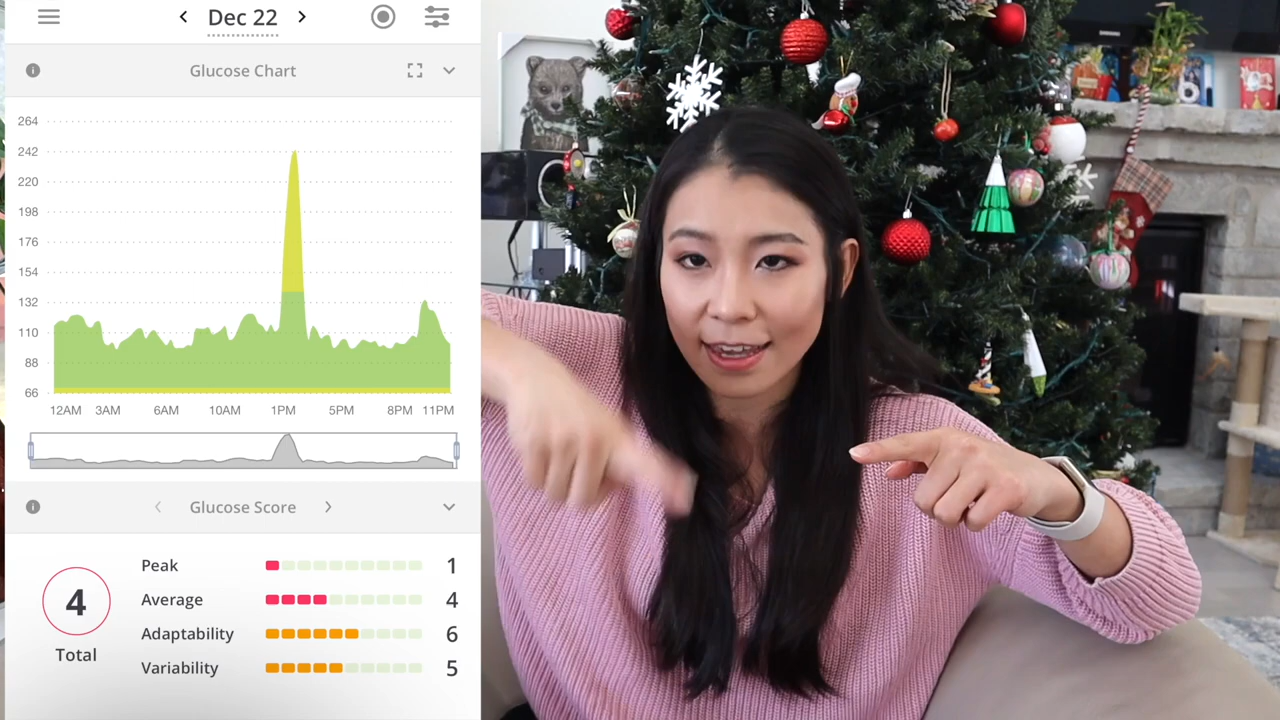 Dec 22
Glucose Chart
264
242
220
198
176
154
132
110
88
66
12AM 3AM 6AM 10AM 1PM 5PM 8PM 11PM
Glucose Score
4
Total
Peak 1
Average 4
Adaptability 6
Variability 5